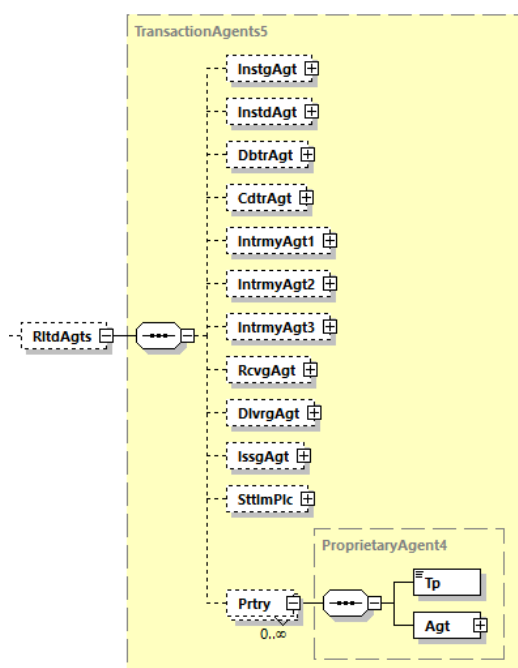 TransactionAgents5
InstgAgt
InstdAgt
DbtrAgt
CdtrAgt
IntrmyAgt1
IntrmyAgt2
IntrmyAgt3
RltdAgts
RcvgAgt
DlvrgAgt
IssgAgt
SttlmPlc
ProprietaryAgent4
Tp
Prtry
Agt
0..∞